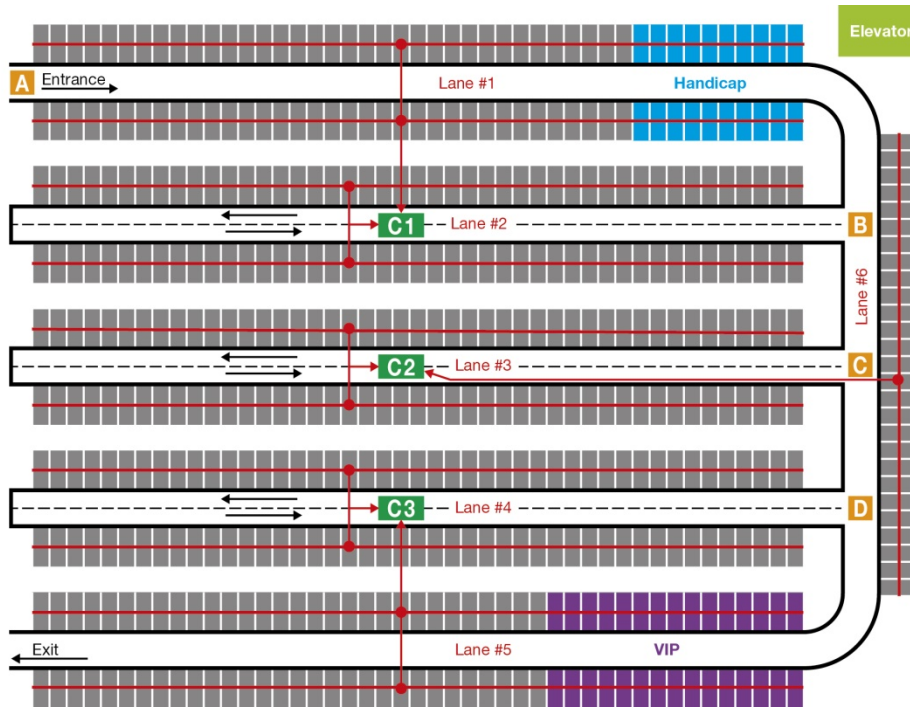 Elevator
A
Entrance
Lane #1
Handicap
C1
Lane #2
B
Lane #6
C2
Lane #3
C
C3
Lane #4
D
Lane #5
VIP
Exit